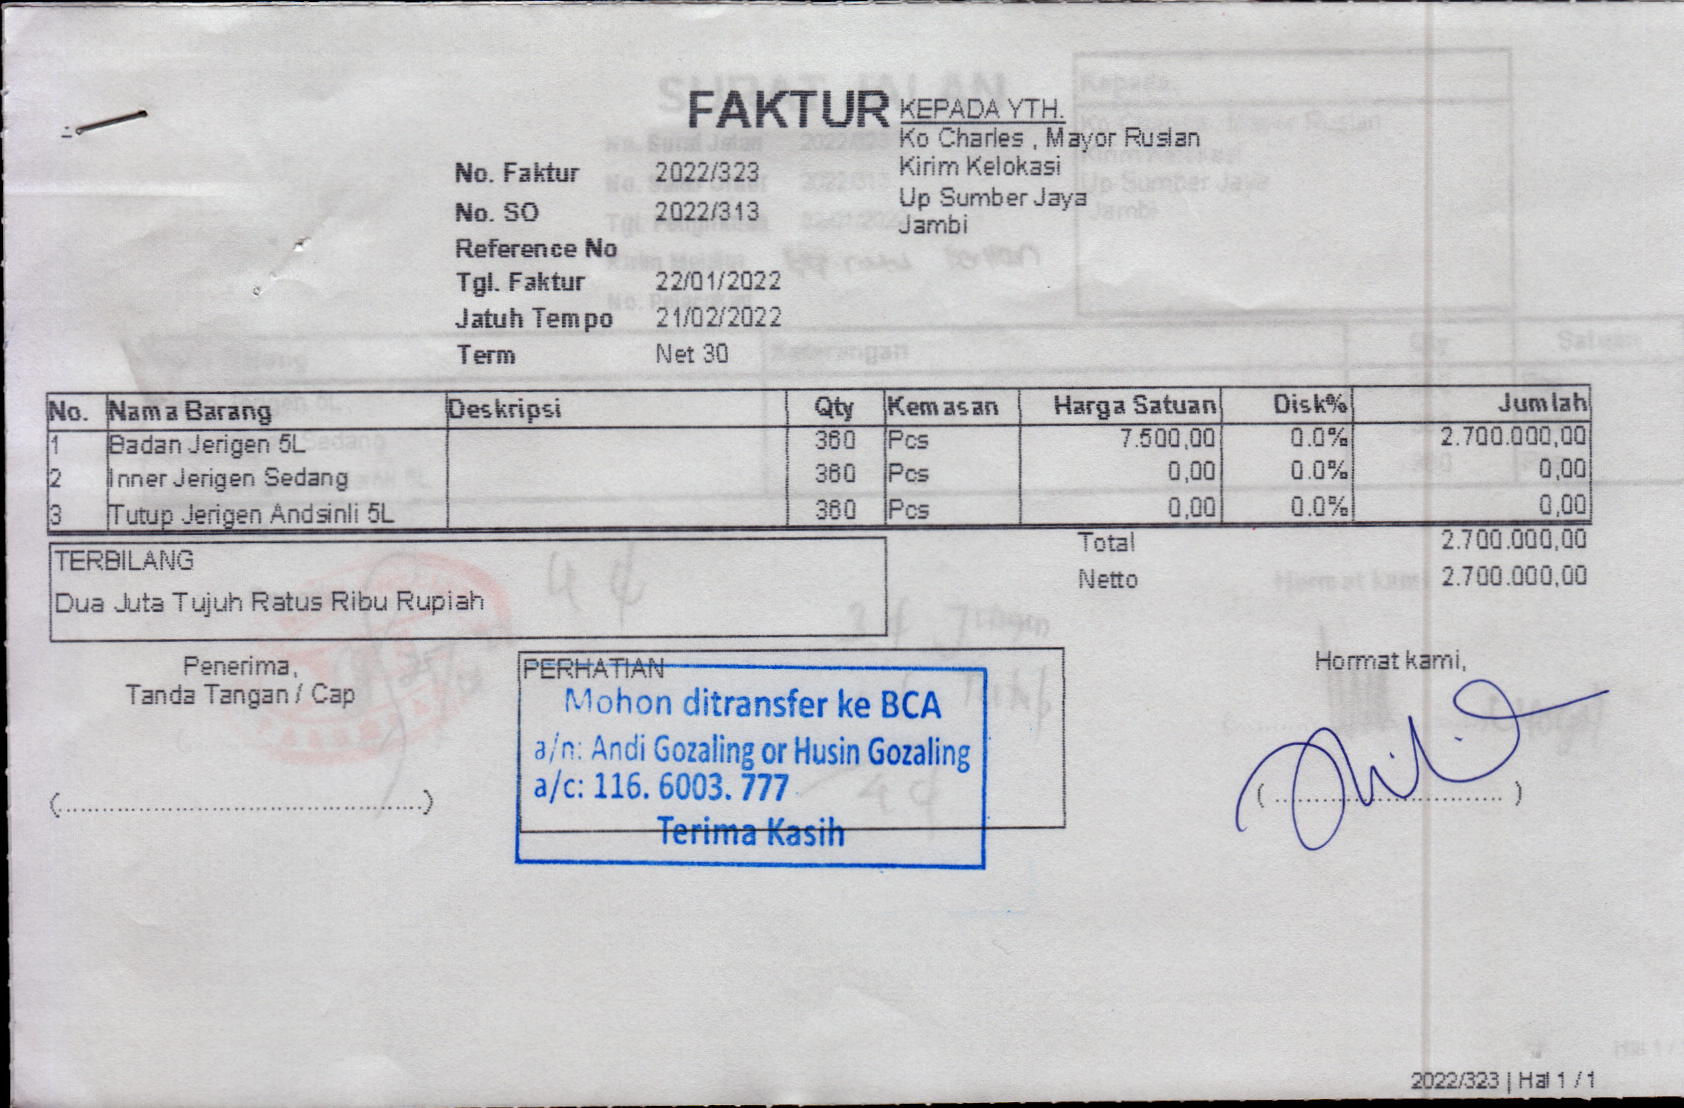 FAKTUR
KEPADA YTH.
Ko Charles , Mayor Ruslan
Kirim Kelokasi
Up Sumber Jaya
Jambi
No. Faktur 2022/323
No. SO 2022/313
Reference No
Tgl. Faktur 22/01/2022
Jatuh Tempo 21/02/2022
Term Net 30
No. Nama Barang Deskripsi Qty Kemasan Harga Satuan Disk% Jumlah
1 Badan Jerigen 5L 360 Pcs 7.500,00 0.0% 2.700.000,00
2 Inner Jerigen Sedang 360 Pcs 0,00 0.0% 0,00
3 Tutup Jerigen Andsinli 5L 360 Pcs 0,00 0.0% 0,00
Total 2.700.000,00
Netto 2.700.000,00
TERBILANG
Dua Juta Tujuh Ratus Ribu Rupiah
Penerima,
Tanda Tangan / Cap
(..............................................)
PERHATIAN
Mohon ditransfer ke BCA
a/n: Andi Gozaling or Husin Gozaling
a/c: 116. 6003. 777
Terima Kasih
Hormat kami,
( ............................... )
2022/323 | Hal 1 / 1